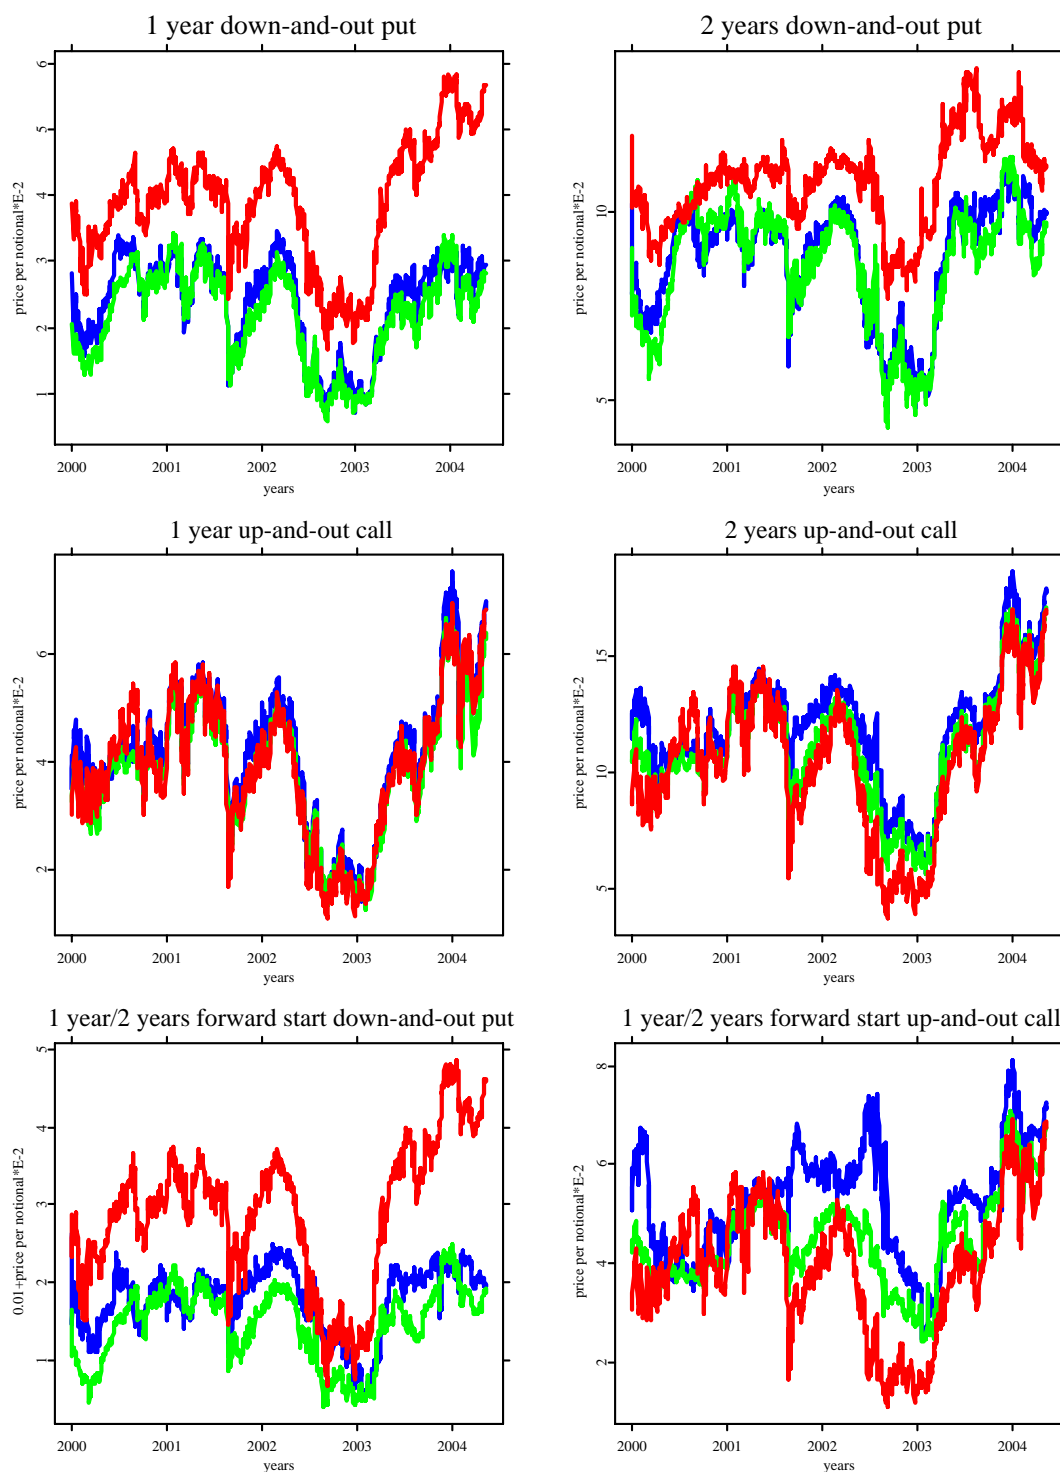 1 year down-and-out put
6
5
4
3
2
1
price per notional*E-2
2000 2001 2002 2003 2004
years
2 years down-and-out put
10
5
price per notional*E-2
2000 2001 2002 2003 2004
years
1 year up-and-out call
6
4
2
price per notional*E-2
2000 2001 2002 2003 2004
years
2 years up-and-out call
15
10
5
price per notional*E-2
2000 2001 2002 2003 2004
years
1 year/2 years forward start down-and-out put
5
4
3
2
1
0.01+price per notional*E-2
2000 2001 2002 2003 2004
years
1 year/2 years forward start up-and-out call
8
6
4
2
price per notional*E-2
2000 2001 2002 2003 2004
years